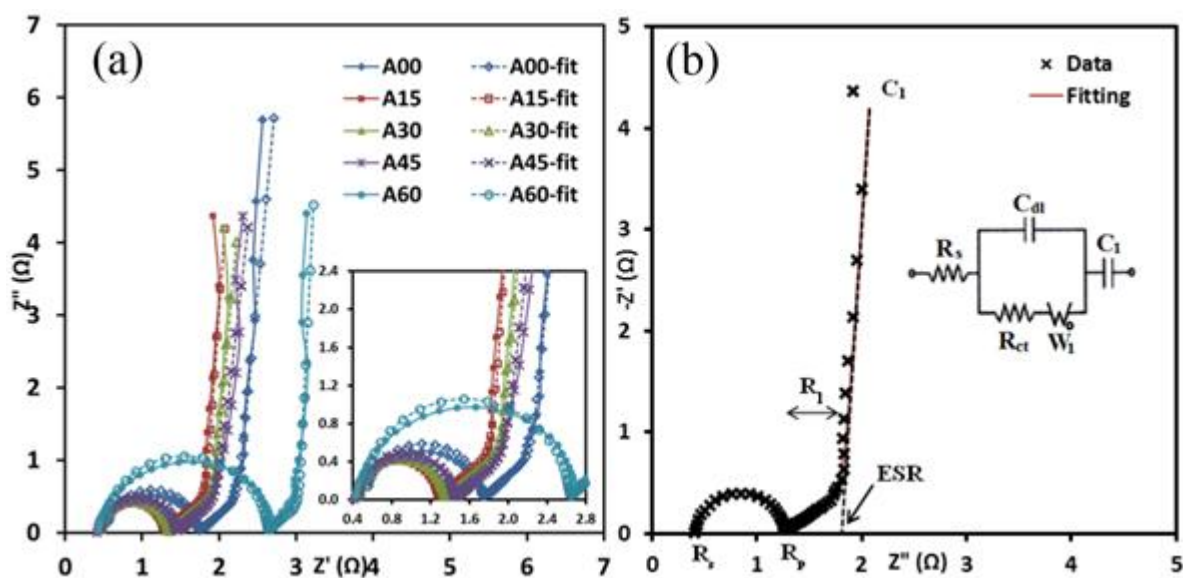 (a)
7
6
5
4
3
2
1
0
Z" (Ω)
A00 A00-fit
A15 A15-fit
A30 A30-fit
A45 A45-fit
A60 A60-fit
2.4
2.0
1.6
1.2
0.8
0.4
0.0
0.4 0.8 1.2 1.6 2.0 2.4 2.8
0 1 2 3 Z' (Ω) 4 5 6 7
(b)
-5
4
3
2
1
0
-Z' (Ω)
Data
Fitting
C1
Cdl
Rs
C1
Rct W1
R1
ESR
Rs Rp
0 1 2 Z" (Ω) 3 4 5